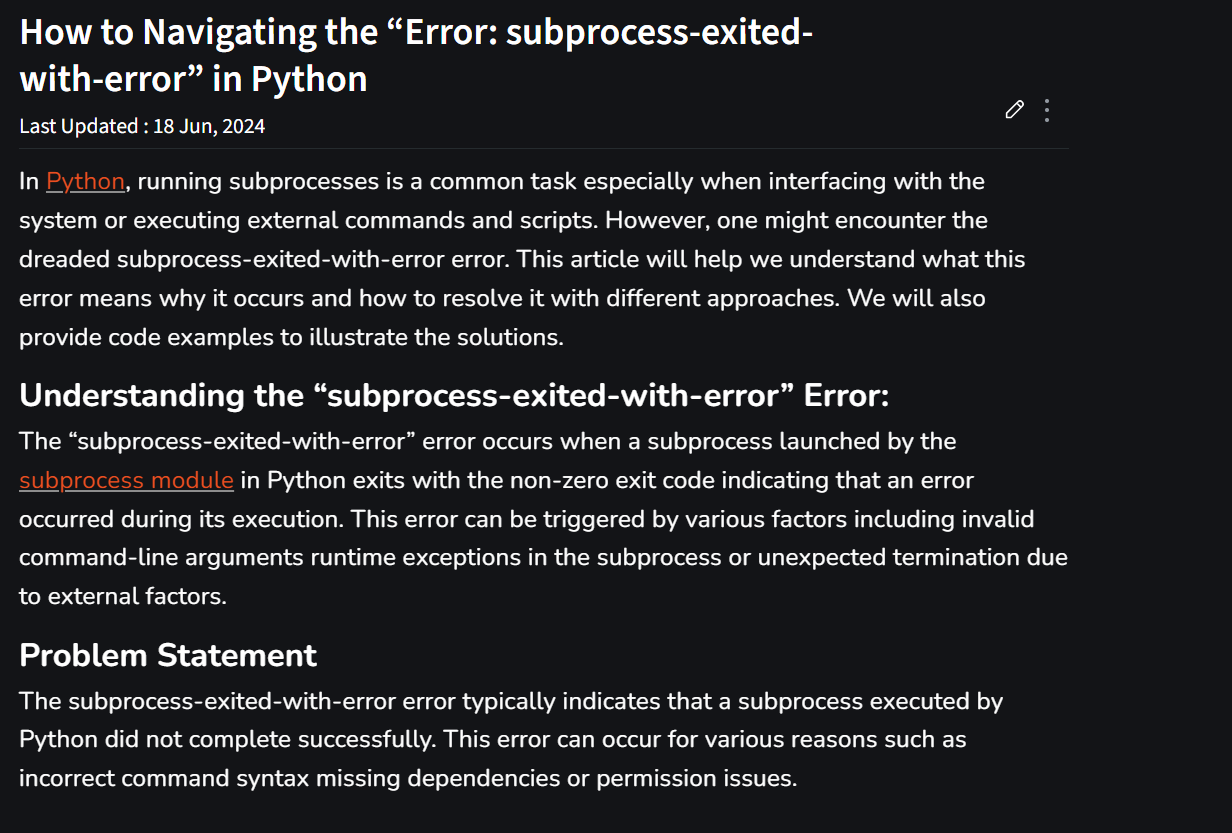 How to Navigating the “Error: subprocess-exited-
with-error” in Python
Last Updated : 18 Jun, 2024
In Python, running subprocesses is a common task especially when interfacing with the
system or executing external commands and scripts. However, one might encounter the
dreaded subprocess-exited-with-error error. This article will help we understand what this
error means why it occurs and how to resolve it with different approaches. We will also
provide code examples to illustrate the solutions.
Understanding the “subprocess-exited-with-error” Error:
The “subprocess-exited-with-error” error occurs when a subprocess launched by the
subprocess module in Python exits with the non-zero exit code indicating that an error
occurred during its execution. This error can be triggered by various factors including invalid
command-line arguments runtime exceptions in the subprocess or unexpected termination due
to external factors.
Problem Statement
The subprocess-exited-with-error error typically indicates that a subprocess executed by
Python did not complete successfully. This error can occur for various reasons such as
incorrect command syntax missing dependencies or permission issues.